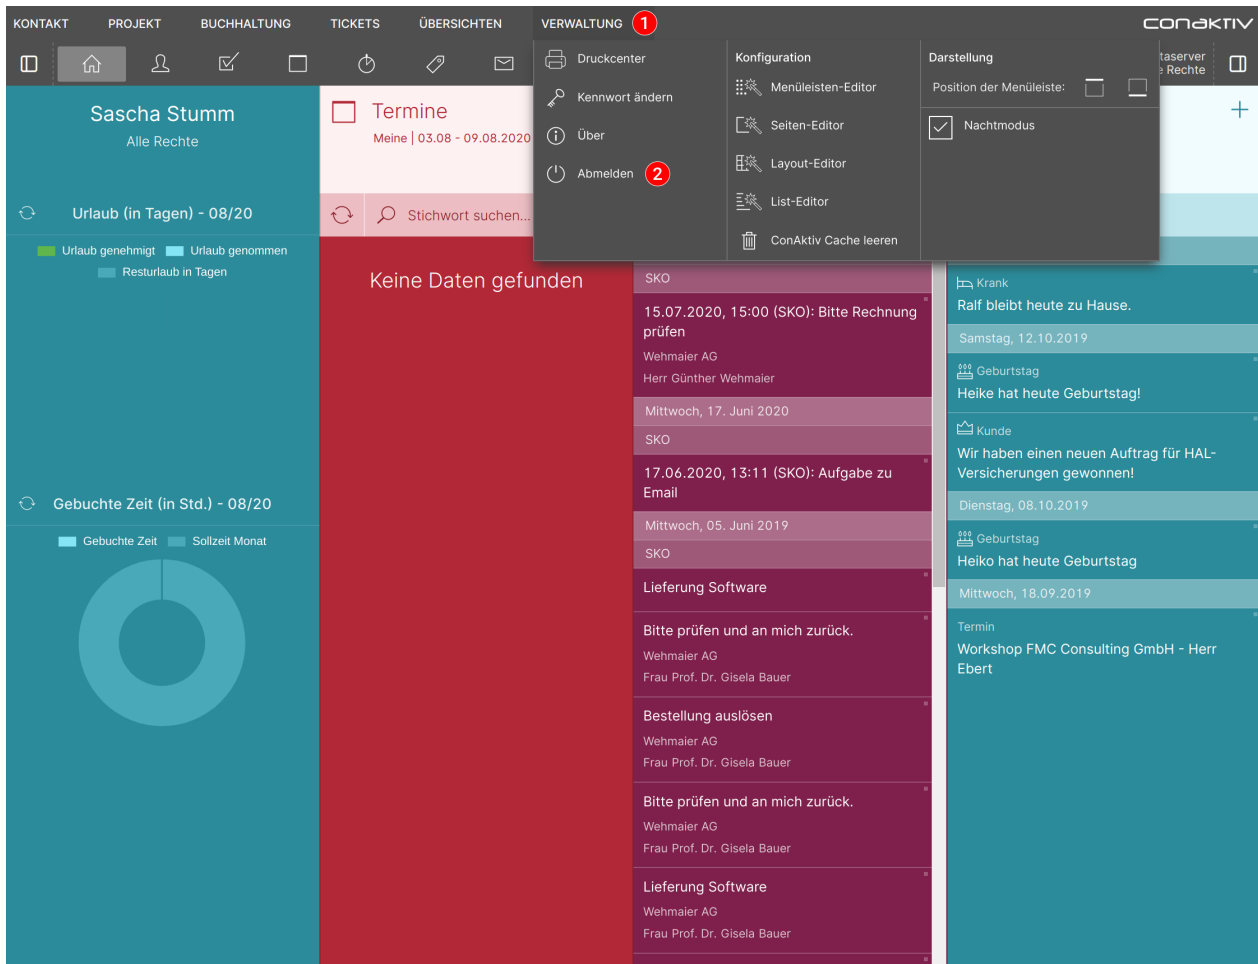 KONTAKT
PROJEKT
BUCHHALTUNG
TICKETS
ÜBERSICHTEN
VERWALTUNG
1
CONAKTIV
Druckcenter
Kennwort ändern
Über
Abmelden
2
Konfiguration
Menüleisten-Editor
Seiten-Editor
Layout-Editor
List-Editor
ConAktiv Cache leeren
Darstellung
Position der Menüleiste:
Nachtmodus
taserver
Rechte
Sascha Stumm
Alle Rechte
Urlaub (in Tagen) - 08/20
Urlaub genehmigt
Urlaub genommen
Resturlaub in Tagen
Gebuchte Zeit (in Std.) - 08/20
Gebuchte Zeit
Sollzeit Monat
Termine
Meine | 03.08 - 09.08.2020
Stichwort suchen...
Keine Daten gefunden
SKO
15.07.2020, 15:00 (SKO): Bitte Rechnung
prüfen
Wehmaier AG
Herr Günther Wehmaier
Mittwoch, 17. Juni 2020
SKO
17.06.2020, 13:11 (SKO): Aufgabe zu
Email
Mittwoch, 05. Juni 2019
SKO
Lieferung Software
Bitte prüfen und an mich zurück.
Wehmaier AG
Frau Prof. Dr. Gisela Bauer
Bestellung auslösen
Wehmaier AG
Frau Prof. Dr. Gisela Bauer
Bitte prüfen und an mich zurück.
Wehmaier AG
Frau Prof. Dr. Gisela Bauer
Lieferung Software
Wehmaier AG
Frau Prof. Dr. Gisela Bauer
Krank
Ralf bleibt heute zu Hause.
Samstag, 12.10.2019
Geburtstag
Heike hat heute Geburtstag!
Kunde
Wir haben einen neuen Auftrag für HAL-
Versicherungen gewonnen!
Dienstag, 08.10.2019
Geburtstag
Heiko hat heute Geburtstag
Mittwoch, 18.09.2019
Termin
Workshop FMC Consulting GmbH - Herr
Ebert